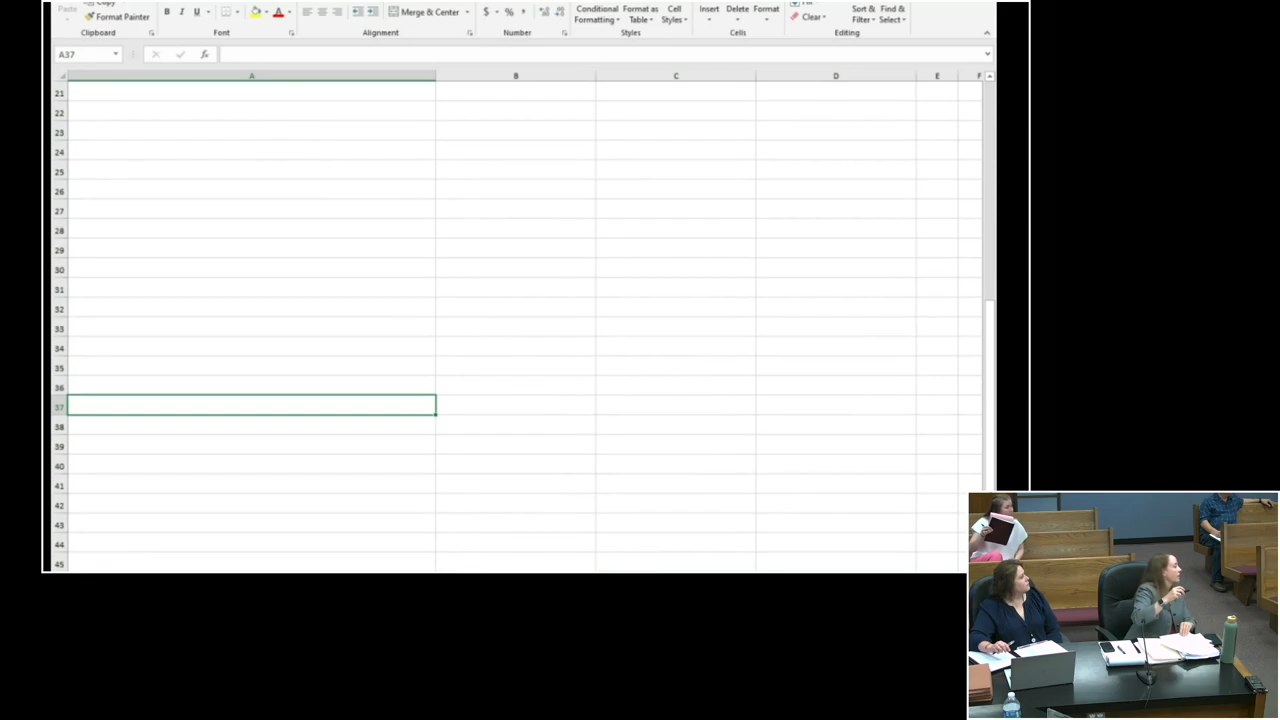 Copy
Paste
Format Painter
B I U
A
Merge & Center
$ % ,
Conditional Formatting
Format as Table
Cell Styles
Insert
Delete
Format
Clear
Sort & Filter
Find & Select
Clipboard
Font
Alignment
Number
Styles
Cells
Editing
A37
fx
A B C D E F
21
22
23
24
25
26
27
28
29
30
31
32
33
34
35
36
37
38
39
40
41
42
43
44
45